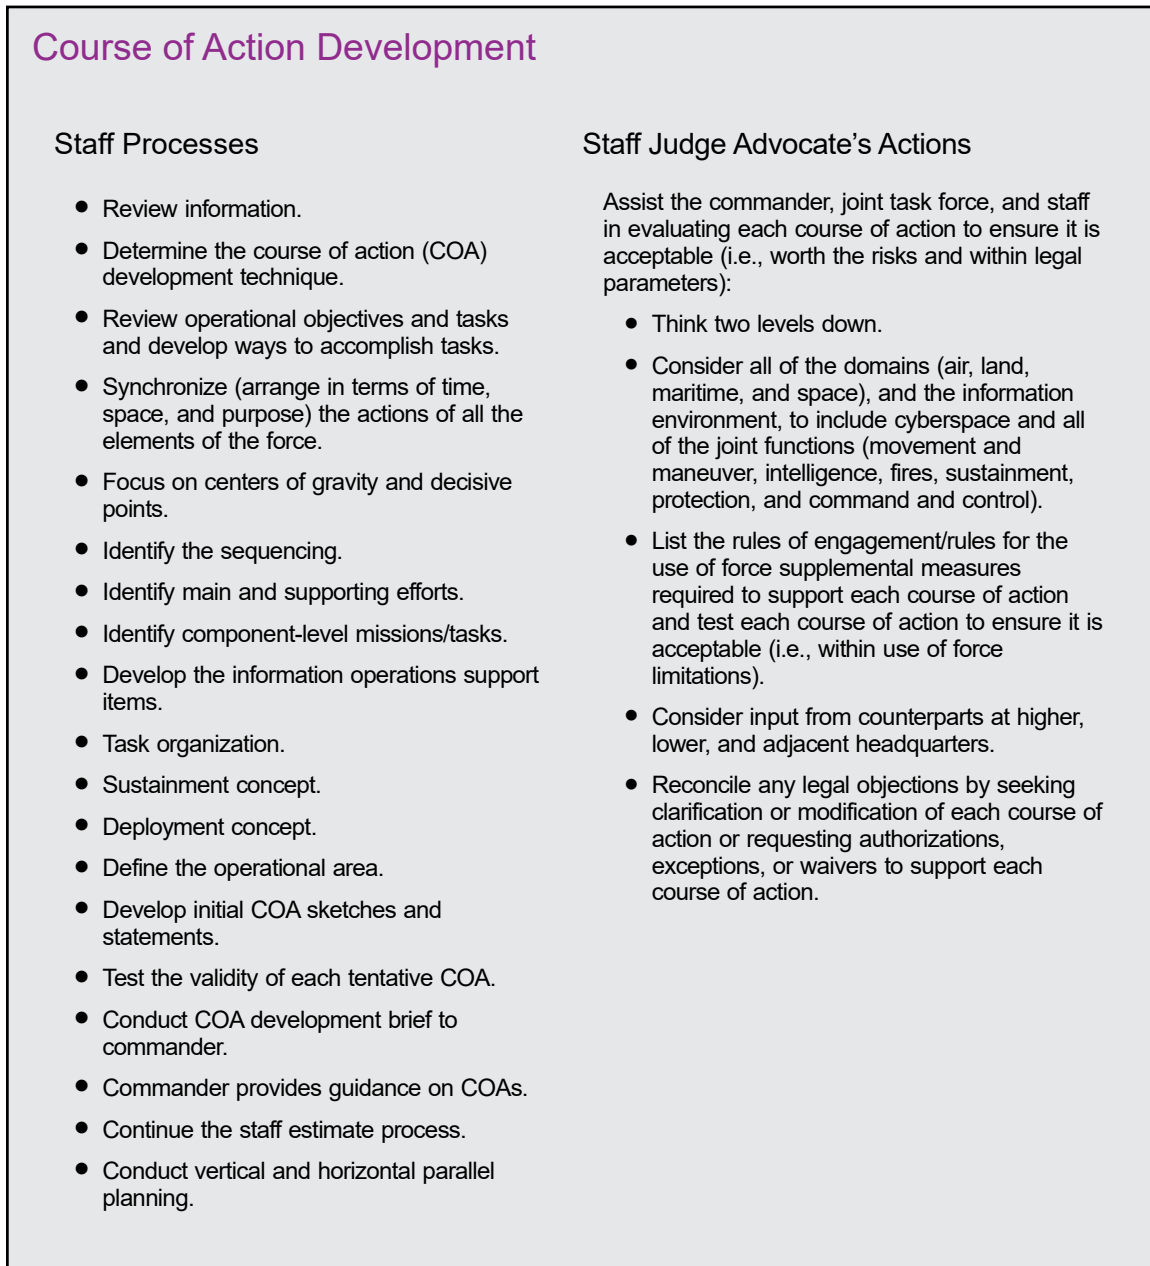 Course of Action Development
Staff Processes
• Review information.
• Determine the course of action (COA)
development technique.
• Review operational objectives and tasks
and develop ways to accomplish tasks.
• Synchronize (arrange in terms of time,
space, and purpose) the actions of all the
elements of the force.
• Focus on centers of gravity and decisive
points.
• Identify the sequencing.
• Identify main and supporting efforts.
• Identify component-level missions/tasks.
• Develop the information operations support
items.
• Task organization.
• Sustainment concept.
• Deployment concept.
• Define the operational area.
• Develop initial COA sketches and
statements.
• Test the validity of each tentative COA.
• Conduct COA development brief to
commander.
• Commander provides guidance on COAs.
• Continue the staff estimate process.
• Conduct vertical and horizontal parallel
planning.
Staff Judge Advocate’s Actions
Assist the commander, joint task force, and staff
in evaluating each course of action to ensure it is
acceptable (i.e., worth the risks and within legal
parameters):
• Think two levels down.
• Consider all of the domains (air, land,
maritime, and space), and the information
environment, to include cyberspace and all
of the joint functions (movement and
maneuver, intelligence, fires, sustainment,
protection, and command and control).
• List the rules of engagement/rules for the
use of force supplemental measures
required to support each course of action
and test each course of action to ensure it is
acceptable (i.e., within use of force
limitations).
• Consider input from counterparts at higher,
lower, and adjacent headquarters.
• Reconcile any legal objections by seeking
clarification or modification of each course of
action or requesting authorizations,
exceptions, or waivers to support each
course of action.